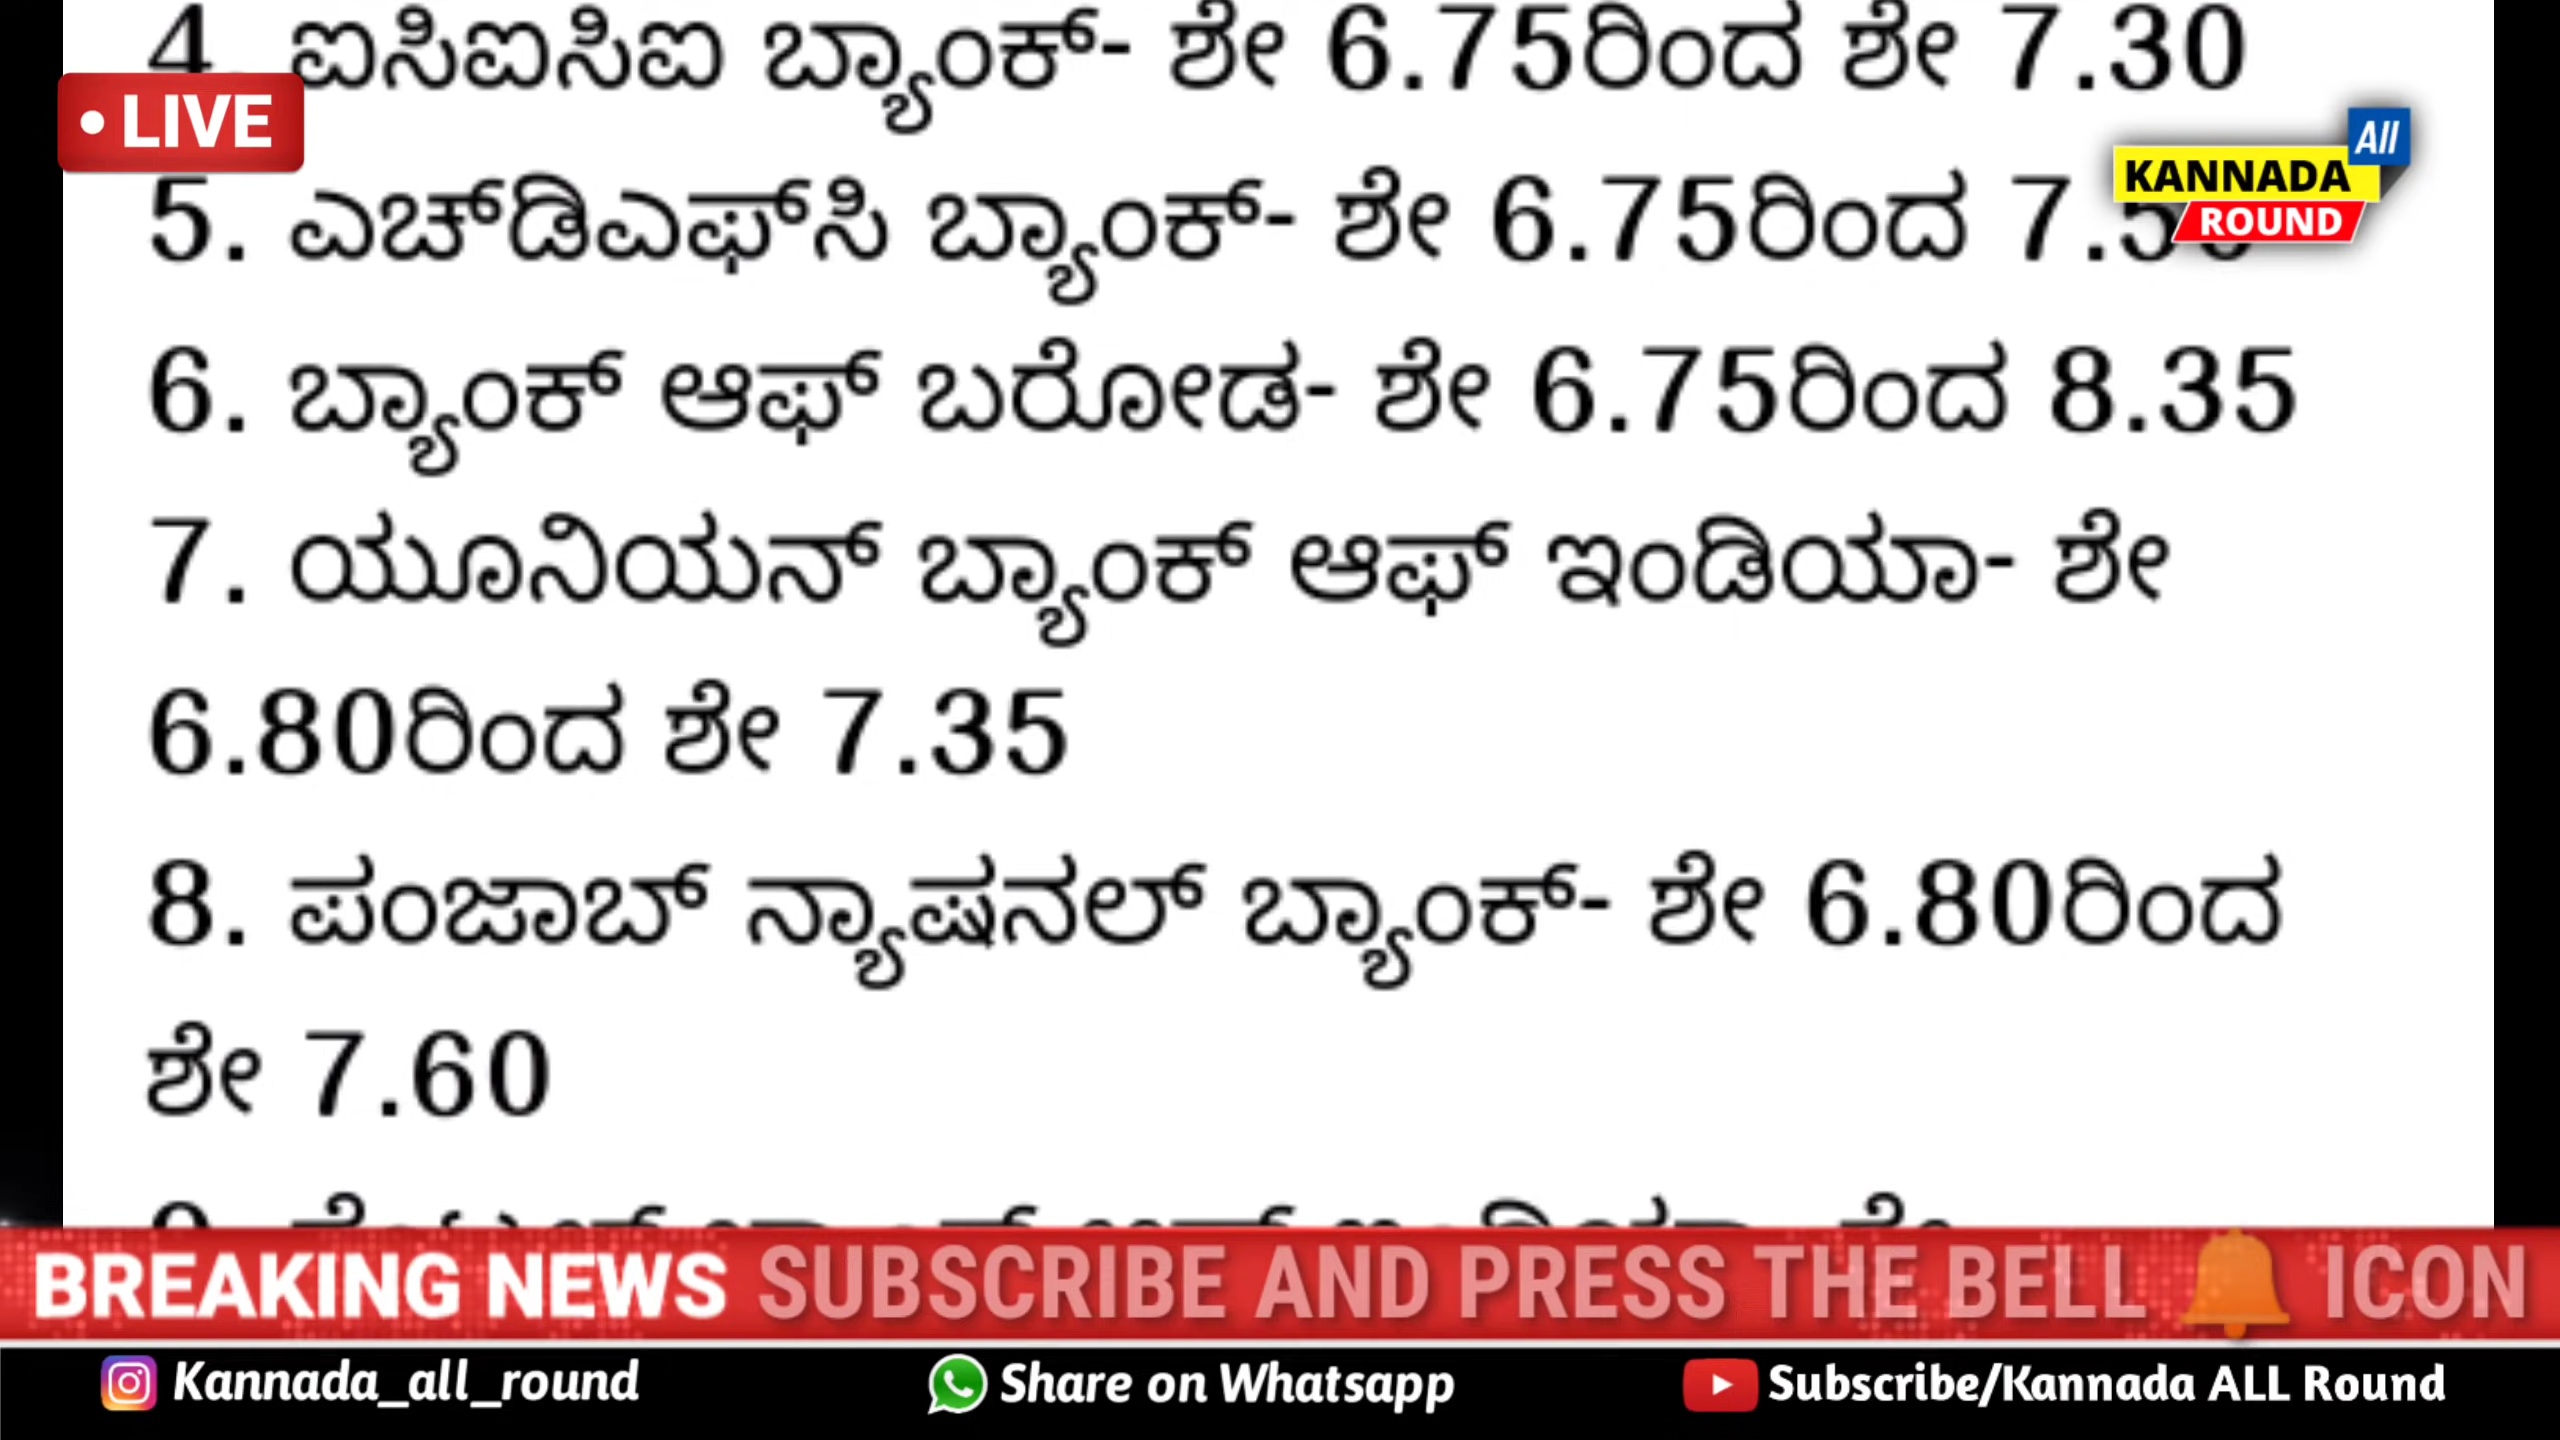 4. ಐಸಿಐಸಿಐ ಬ್ಯಾಂಕ್- ಶೇ 6.75ರಿಂದ ಶೇ 7.30
• LIVE
All
KANNADA
ROUND
5. ಎಚ್‌ಡಿಎಫ್‌ಸಿ ಬ್ಯಾಂಕ್- ಶೇ 6.75ರಿಂದ
6. ಬ್ಯಾಂಕ್ ಆಫ್ ಬರೋಡ- ಶೇ 6.75ರಿಂದ 8.35
7. ಯೂನಿಯನ್ ಬ್ಯಾಂಕ್ ಆಫ್ ಇಂಡಿಯಾ- ಶೇ
6.80ರಿಂದ ಶೇ 7.35
8. ಪಂಜಾಬ್ ನ್ಯಾಷನಲ್ ಬ್ಯಾಂಕ್- ಶೇ 6.80ರಿಂದ
ಶೇ 7.60
BREAKING NEWS SUBSCRIBE AND PRESS THE BELL 🔔 ICON
Kannada_all_round
Share on Whatsapp
Subscribe/Kannada ALL Round